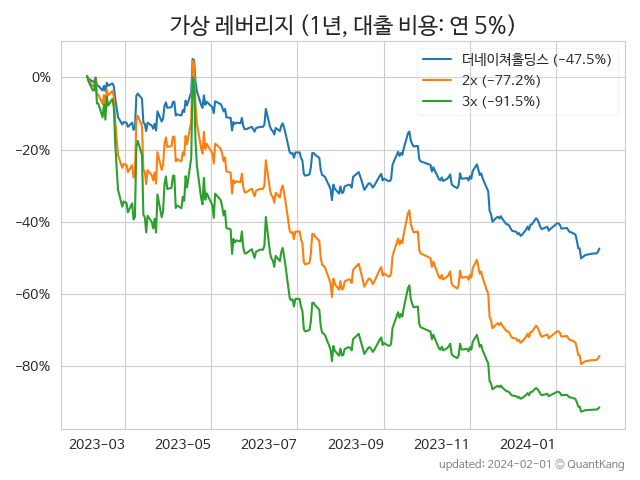 가상 레버리지 (1년, 대출 비용: 연 5%)
더네이쳐홀딩스 (−47.5%)
2x (−77.2%)
3x (−91.5%)
0%
−20%
−40%
−60%
−80%
2023-03 2023-05 2023-07 2023-09 2023-11 2024-01
updated: 2024-02-01 © QuantKang